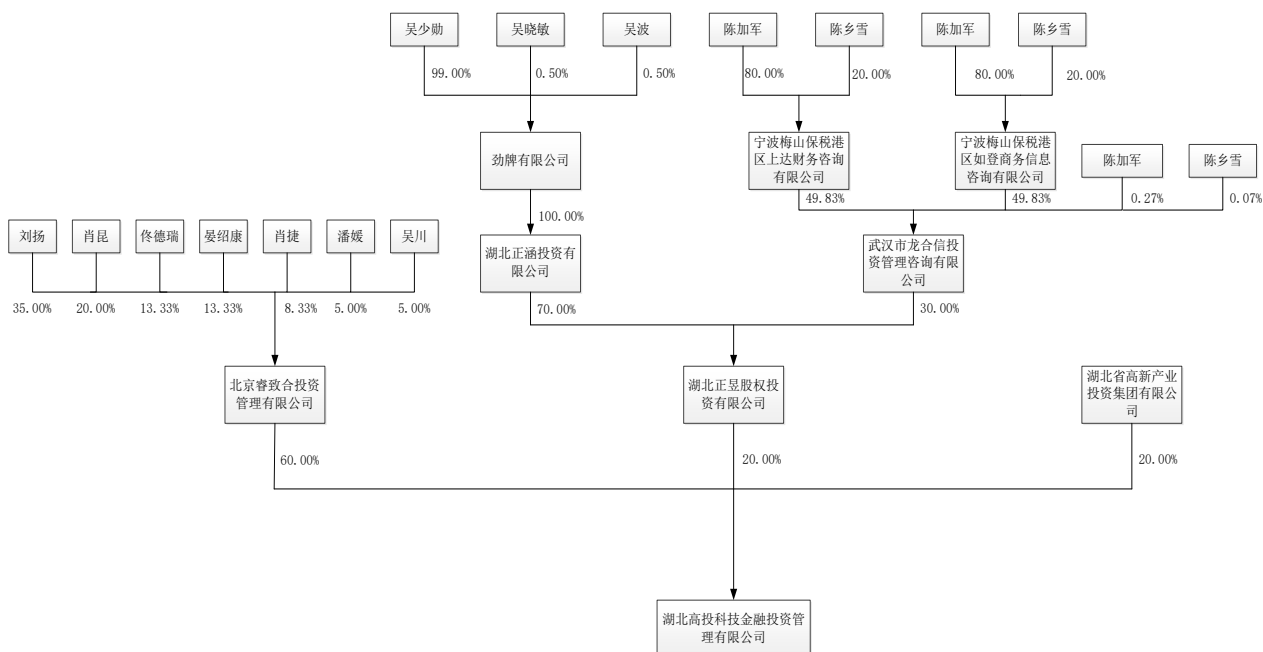 吴少勋
吴晓敏
吴波
陈加军
陈乡雪
陈加军
陈乡雪
99.00%
0.50%
0.50%
80.00%
20.00%
80.00%
20.00%
劲牌有限公司
宁波梅山保税港
区上达财务咨询
有限公司
宁波梅山保税港
区如登商务信息
咨询有限公司
陈加军
陈乡雪
49.83%
49.83%
0.27%
0.07%
100.00%
刘扬
肖昆
佟德瑞
晏绍康
肖捷
潘媛
吴川
湖北正涵投资有
限公司
武汉市龙合信投
资管理咨询有限
公司
35.00%
20.00%
13.33%
13.33%
8.33%
5.00%
5.00%
70.00%
30.00%
北京睿致合投资
管理有限公司
湖北正昱股权投
资有限公司
湖北省高新产业
投资集团有限公
司
60.00%
20.00%
20.00%
湖北高投科技金融投资管
理有限公司